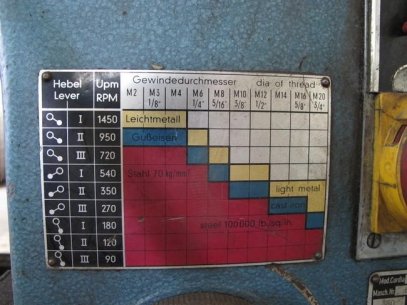 Hebel Upm Gewindedurchmesser dia of thread
Lever RPM M2 M3 M4 M6 M8 M10 M12 M14 M16 M20
1/8" 1/4" 5/16" 3/8" 1/2" 5/8" 3/4"
I 1450 Leichtmetall
II 950 Gußeisen
III 720
I 540 Stahl 70 kg/mm²
II 350 light metal
III 270 cast iron
I 180 steel 100000 lb/sq.in.
II 120
III 90
Masch.Nr